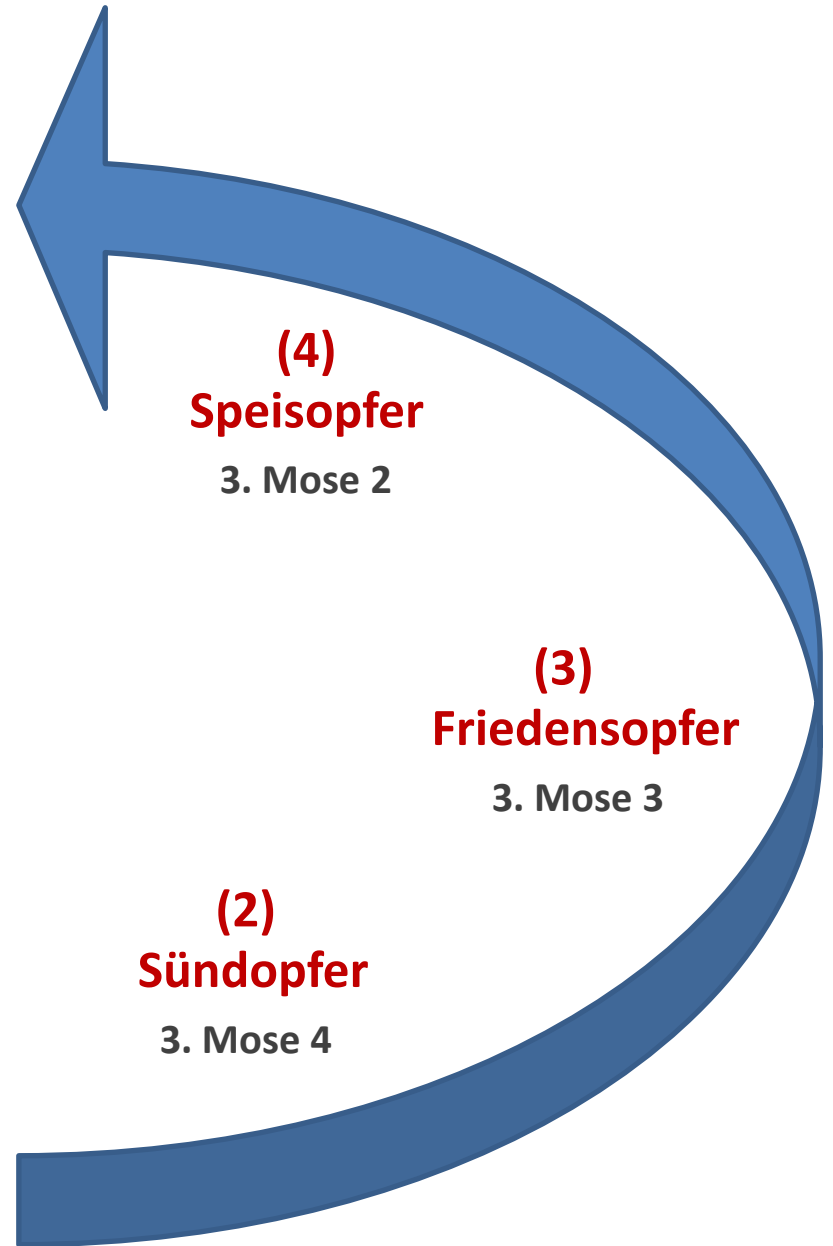 (4)
Speisopfer
3. Mose 2
(3)
Friedensopfer
3. Mose 3
(2)
Sündopfer
3. Mose 4